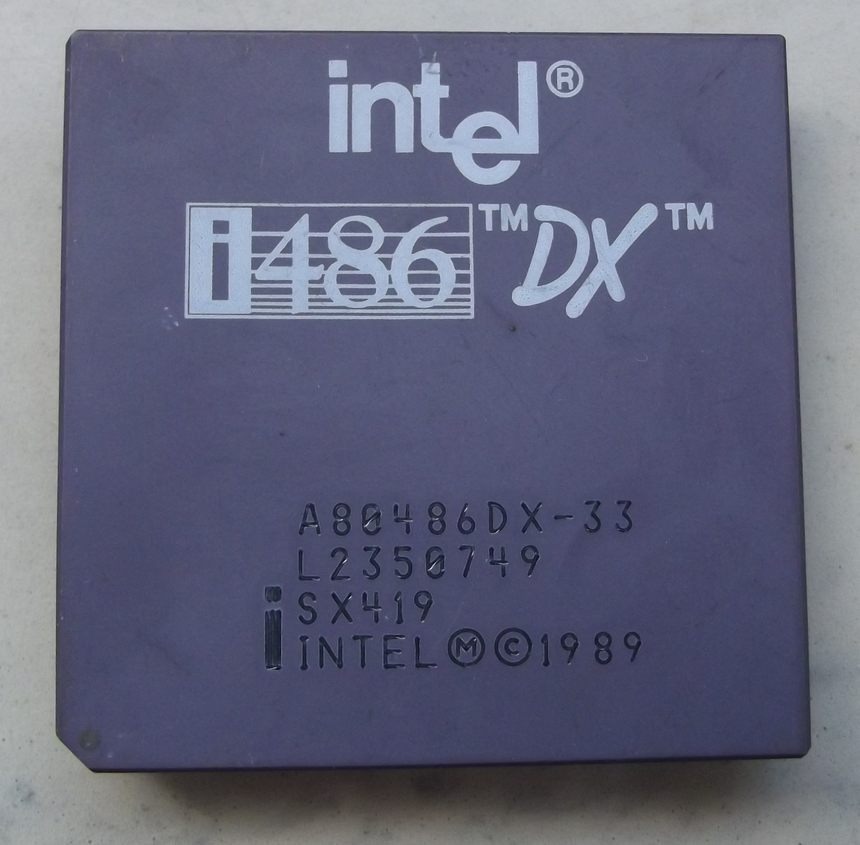 intel®
i486™ DX™
A80486DX-33
L2350749
SX419
i INTEL Ⓜ ©1989